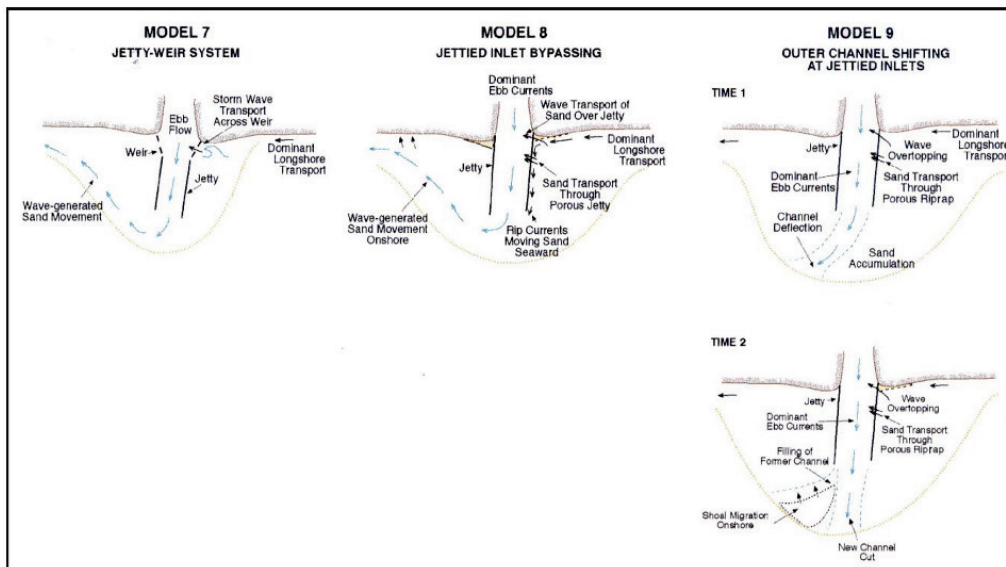 MODEL 7
JETTY-WEIR SYSTEM
Storm Wave
Transport
Across Weir
Ebb
Flow
Weir
Dominant
Longshore
Transport
Jetty
Wave-generated
Sand Movement
MODEL 8
JETTIED INLET BYPASSING
Dominant
Ebb Currents
Wave Transport of
Sand Over Jetty
Dominant
Longshore
Transport
Jetty
Sand Transport
Through
Porous Jetty
Wave-generated
Sand Movement
Onshore
Rip Currents
Moving Sand
Seaward
MODEL 9
OUTER CHANNEL SHIFTING
AT JETTIED INLETS
TIME 1
Dominant
Longshore
Transport
Jetty
Wave
Overtopping
Dominant
Ebb Currents
Sand Transport
Through
Porous Riprap
Channel
Deflection
Sand
Accumulation
TIME 2
Jetty
Wave
Overtopping
Dominant
Ebb Currents
Sand Transport
Through
Porous Riprap
Filling of
Former Channel
Shoal Migration
Onshore
New Channel
Cut